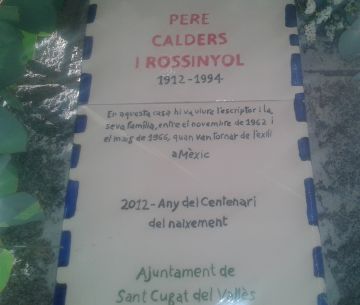 PERE
CALDERS
I ROSSINYOL
1912-1994
En aquesta casa hi va viure l'escriptor i la
seva família, entre el novembre de 1962 i
el maig de 1966, quan van tornar de l'exili
a Mèxic
2012-Any del Centenari
del naixement
Ajuntament de
Sant Cugat del Vallès